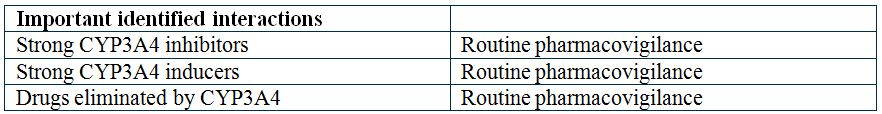 Important identified interactions
Strong CYP3A4 inhibitors Routine pharmacovigilance
Strong CYP3A4 inducers Routine pharmacovigilance
Drugs eliminated by CYP3A4 Routine pharmacovigilance